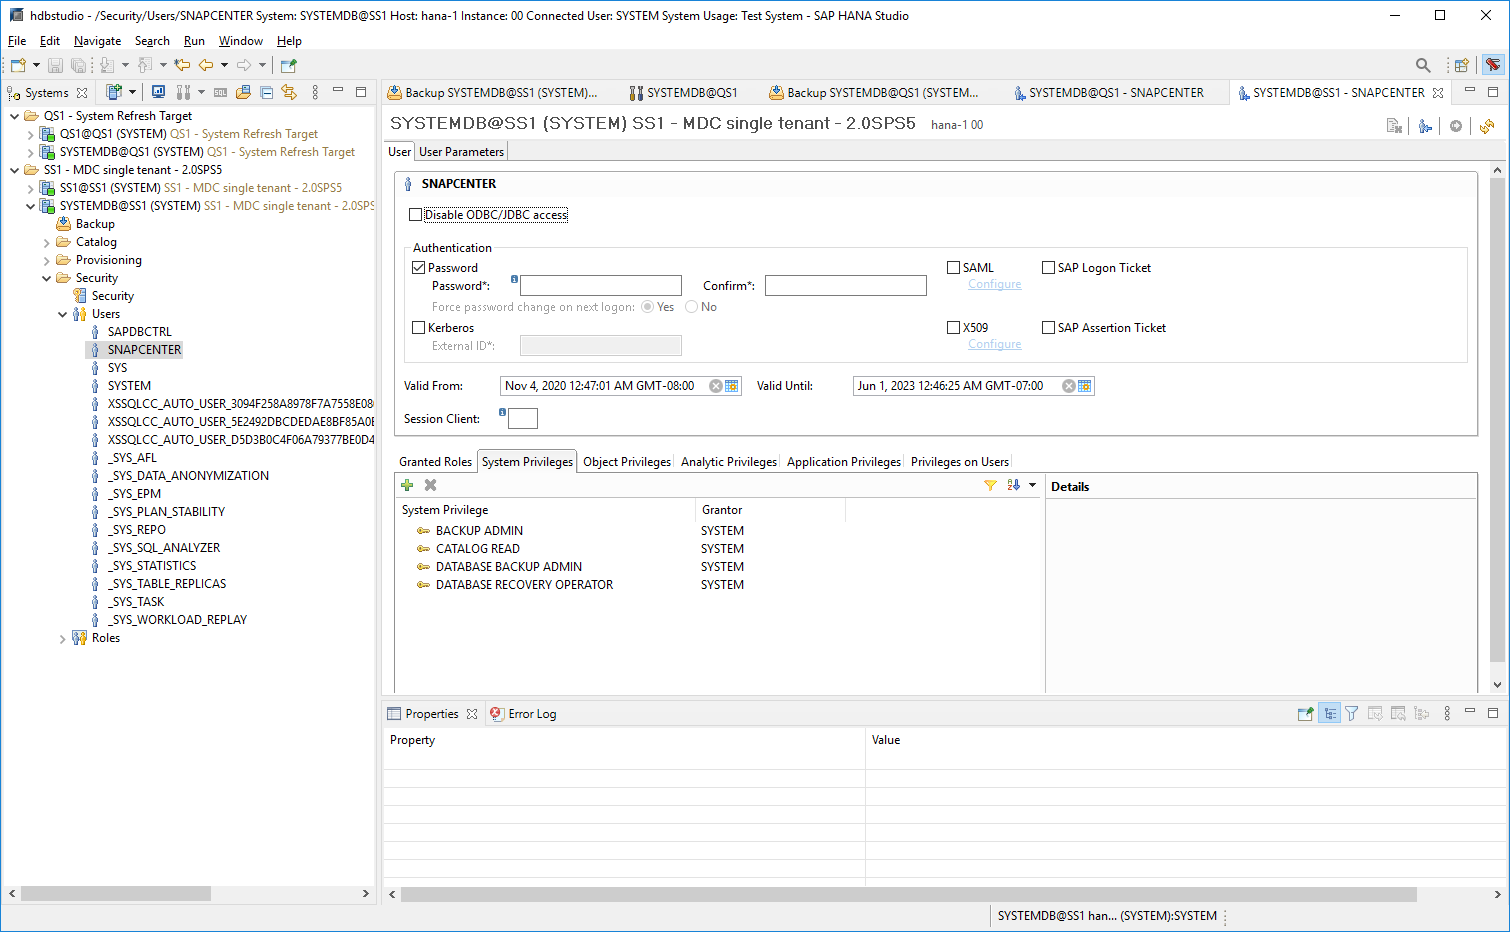 hdbstudio - /Security/Users/SNAPCENTER System: SYSTEMDB@SS1 Host: hana-1 Instance: 00 Connected User: SYSTEM System Usage: Test System - SAP HANA Studio
File Edit Navigate Search Run Window Help
Systems
QS1 - System Refresh Target
QS1@QS1 (SYSTEM) QS1 - System Refresh Target
SYSTEMDB@QS1 (SYSTEM) QS1 - System Refresh Target
SS1 - MDC single tenant - 2.0SPS5
SS1@SS1 (SYSTEM) SS1 - MDC single tenant - 2.0SPS5
SYSTEMDB@SS1 (SYSTEM) SS1 - MDC single tenant - 2.0SPS
Backup
Catalog
Provisioning
Security
Security
Users
SAPDBCTRL
SNAPCENTER
SYS
SYSTEM
XSSQLCC_AUTO_USER_3094F258A8978F7A7558E08
XSSQLCC_AUTO_USER_5E2492DBCDEDAE8BF85A0E
XSSQLCC_AUTO_USER_D5D3B0C4F06A79377BE0D4
_SYS_AFL
_SYS_DATA_ANONYMIZATION
_SYS_EPM
_SYS_PLAN_STABILITY
_SYS_REPO
_SYS_SQL_ANALYZER
_SYS_STATISTICS
_SYS_TABLE_REPLICAS
_SYS_TASK
_SYS_WORKLOAD_REPLAY
Roles
Backup SYSTEMDB@SS1 (SYSTEM)... SYSTEMDB@QS1 Backup SYSTEMDB@QS1 (SYSTEM... SYSTEMDB@QS1 - SNAPCENTER SYSTEMDB@SS1 - SNAPCENTER
SYSTEMDB@SS1 (SYSTEM) SS1 - MDC single tenant - 2.0SPS5 hana-1 00
User User Parameters
SNAPCENTER
Disable ODBC/JDBC access
Authentication
Password SAML SAP Logon Ticket
Password*: Confirm*: Configure
Force password change on next logon: Yes No
Kerberos X509 SAP Assertion Ticket
External ID*: Configure
Valid From: Nov 4, 2020 12:47:01 AM GMT-08:00 Valid Until: Jun 1, 2023 12:46:25 AM GMT-07:00
Session Client:
Granted Roles System Privileges Object Privileges Analytic Privileges Application Privileges Privileges on Users
Details
System Privilege Grantor
BACKUP ADMIN SYSTEM
CATALOG READ SYSTEM
DATABASE BACKUP ADMIN SYSTEM
DATABASE RECOVERY OPERATOR SYSTEM
Properties Error Log
Property Value
SYSTEMDB@SS1 han... (SYSTEM):SYSTEM